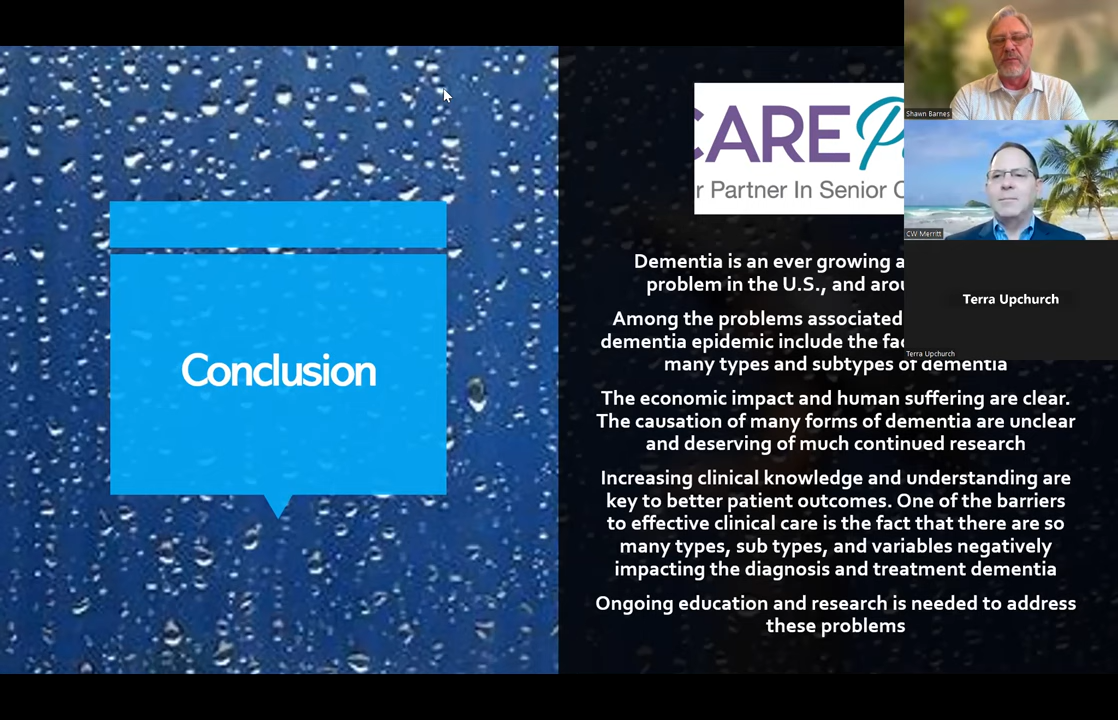 Conclusion
CARE
r Partner In Senior
Dementia is an ever growing
problem in the U.S., and
Among the problems associated
dementia epidemic include the
many types and subtypes of dementia
The economic impact and human suffering are clear.
The causation of many forms of dementia are unclear
and deserving of much continued research
Increasing clinical knowledge and understanding are
key to better patient outcomes. One of the barriers
to effective clinical care is the fact that there are so
many types, sub types, and variables negatively
impacting the diagnosis and treatment dementia
Ongoing education and research is needed to address
these problems
Shawn Barnes
CW Merritt
Terra Upchurch
Terra Upchurch